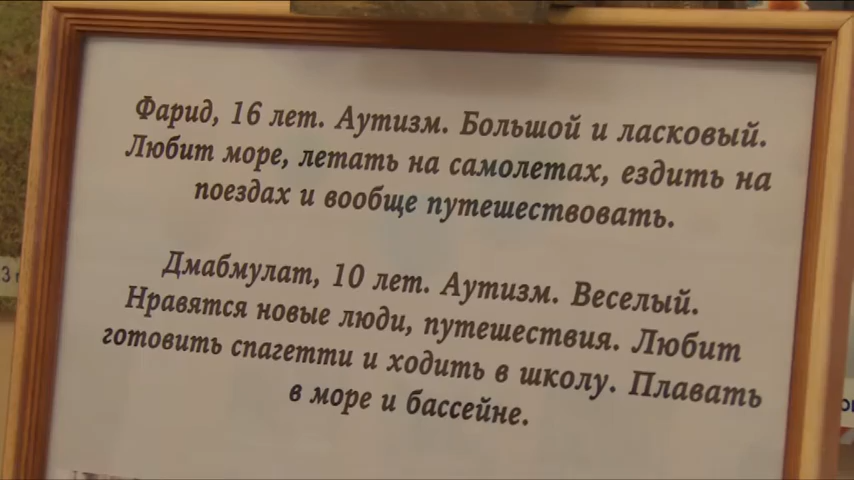 Фарид, 16 лет. Аутизм. Большой и ласковый.
Любит море, летать на самолетах, ездить на
поездах и вообще путешествовать.
Дмабмулат, 10 лет. Аутизм. Веселый.
Нравятся новые люди, путешествия. Любит
готовить спагетти и ходить в школу. Плавать
в море и бассейне.